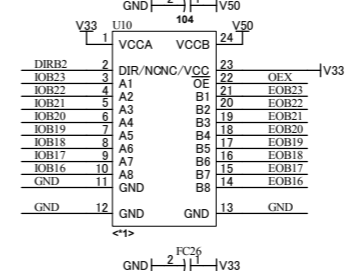 GND 2 1 V50
104
V33 U10 V50
1 VCCA VCCB 24
DIRB2 2 DIR/NC NC/VCC 23 V33
IOB23 3 A1 OE 22 OEX
IOB22 4 A2 B1 21 EOB23
IOB21 5 A3 B2 20 EOB22
IOB20 6 A4 B3 19 EOB21
IOB19 7 A5 B4 18 EOB20
IOB18 8 A6 B5 17 EOB19
IOB17 9 A7 B6 16 EOB18
IOB16 10 A8 B7 15 EOB17
GND 11 GND B8 14 EOB16
GND 12 GND GND 13 GND
<*1>
FC26
GND 2 1 V33